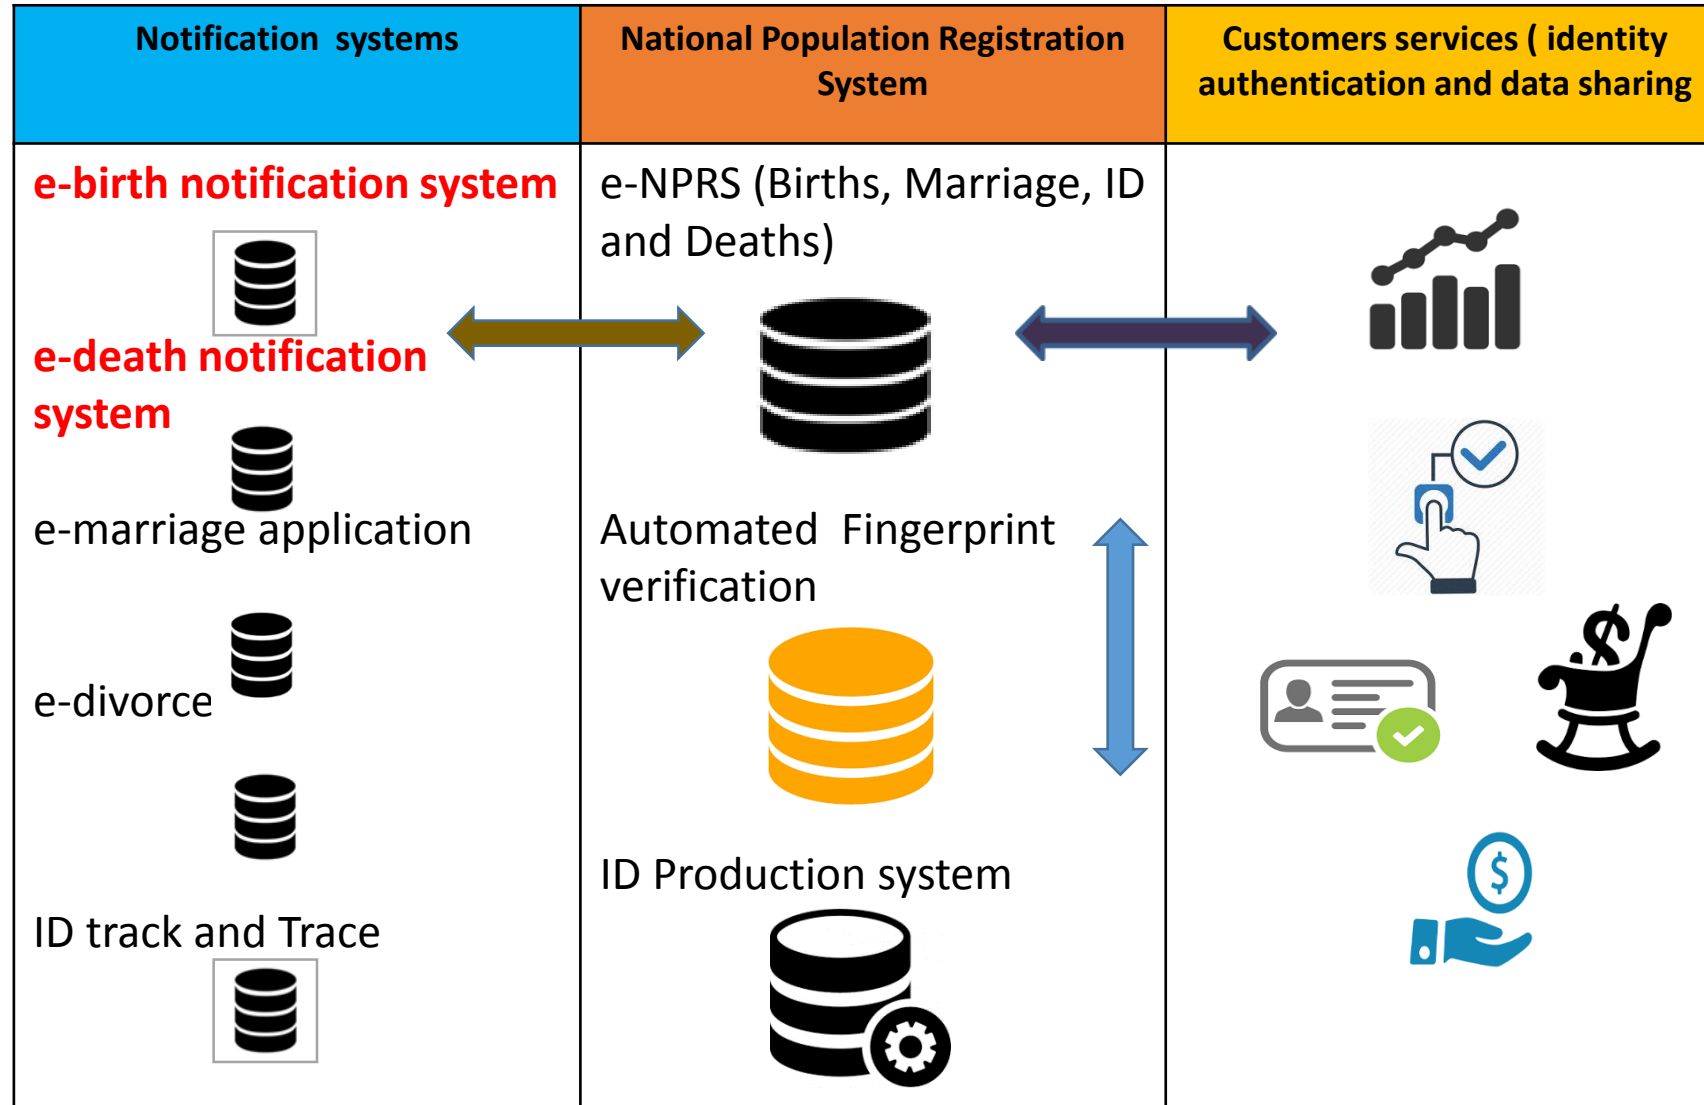 Notification  systems
National Population Registration
System
Customers services ( identity
authentication and data sharing
e-birth notification system
e-death notification
system
e-marriage application
e-divorce
ID track and Trace
e-NPRS (Births, Marriage, ID
and Deaths)
Automated  Fingerprint
verification
ID Production system
$
$